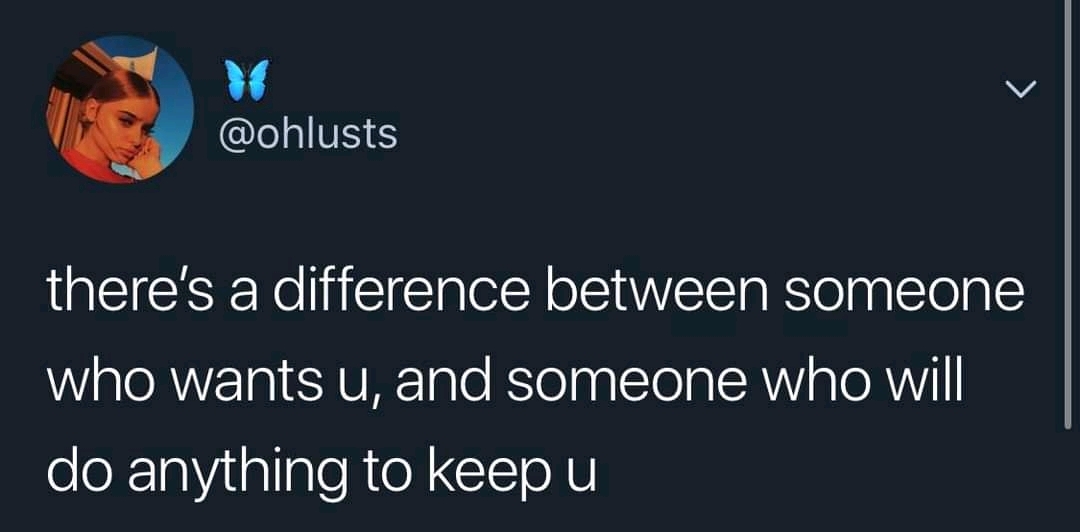 🦋
@ohlusts
there's a difference between someone
who wants u, and someone who will
do anything to keep u